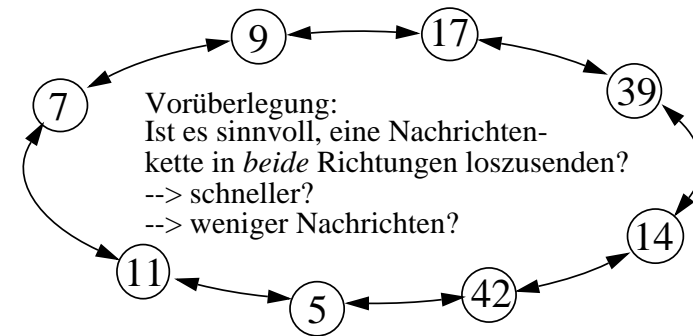 9
17
7
39
Vorüberlegung:
Ist es sinnvoll, eine Nachrichten-
kette in beide Richtungen loszusenden?
--> schneller?
--> weniger Nachrichten?
14
11
5
42